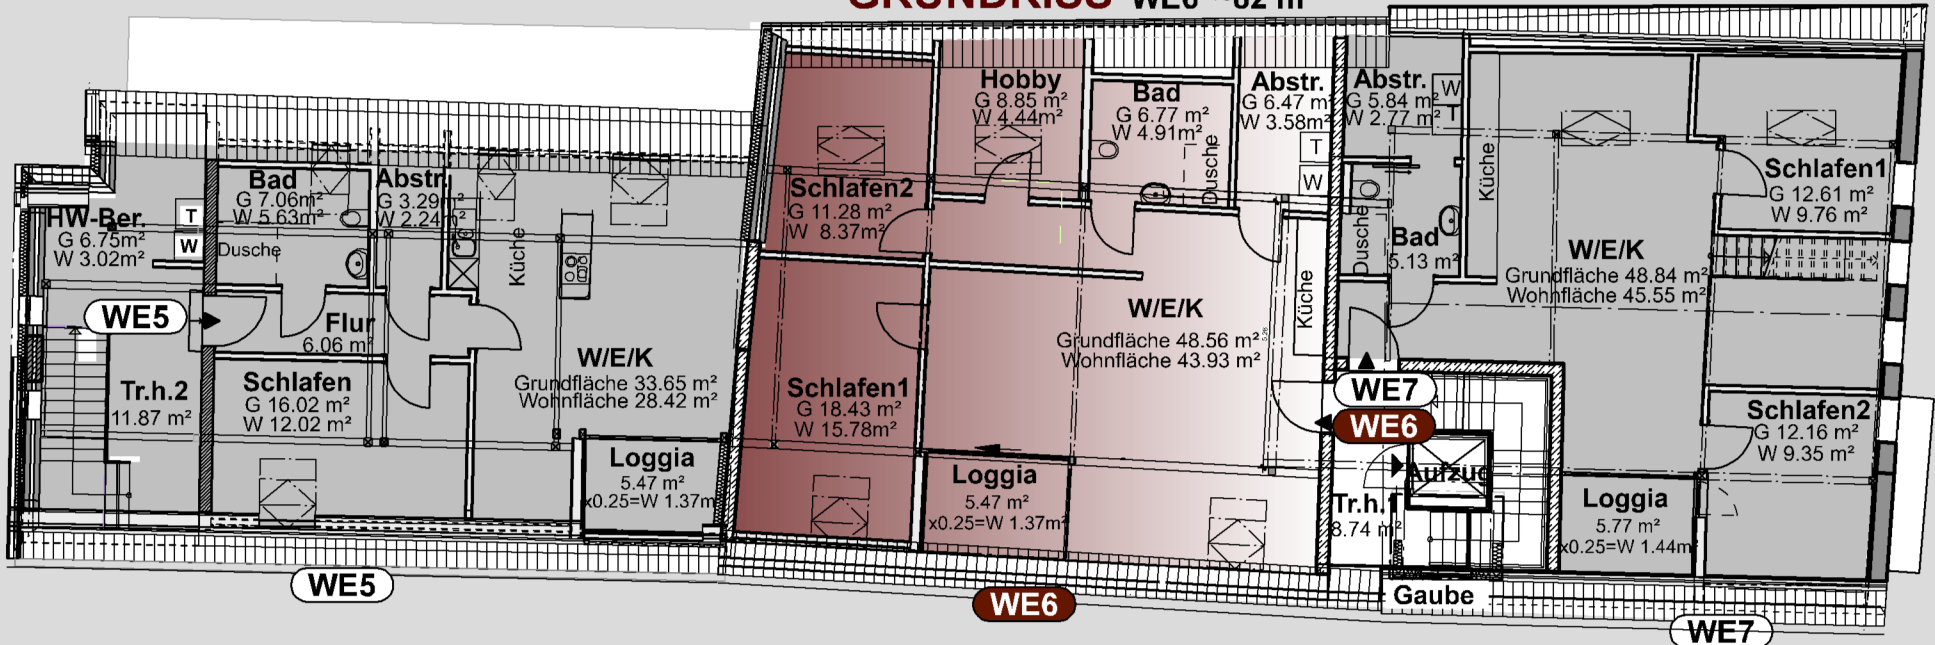 GRUNDRISS WE6 ~82 m²
HW-Ber.
G 6.75m²
W 3.02m²
T
W
Bad
G 7.06m²
W 5.63m²
Dusche
Abstr.
G 3.29m²
W 2.24m²
Küche
WE5
Flur
6.06 m²
Tr.h.2
11.87 m²
Schlafen
G 16.02 m²
W 12.02 m²
W/E/K
Grundfläche 33.65 m²
Wohnfläche 28.42 m²
Loggia
5.47 m²
x0.25=W 1.37m²
WE5
Schlafen2
G 11.28 m²
W 8.37m²
Hobby
G 8.85 m²
W 4.44m²
Bad
G 6.77 m²
W 4.91m²
Dusche
Abstr.
G 6.47 m²
W 3.58m²
T
W
Küche
W/E/K
Grundfläche 48.56 m²
Wohnfläche 43.93 m²
Schlafen1
G 18.43 m²
W 15.78m²
Loggia
5.47 m²
x0.25=W 1.37m²
WE6
Abstr.
G 5.84 m²
W 2.77 m²
W
T
Dusche
Bad
5.13 m²
Küche
W/E/K
Grundfläche 48.84 m²
Wohnfläche 45.55 m²
Schlafen1
G 12.61 m²
W 9.76 m²
WE7
WE6
Aufzug
Tr.h.1
8.74 m²
Schlafen2
G 12.16 m²
W 9.35 m²
Loggia
5.77 m²
x0.25=W 1.44m²
Gaube
WE7